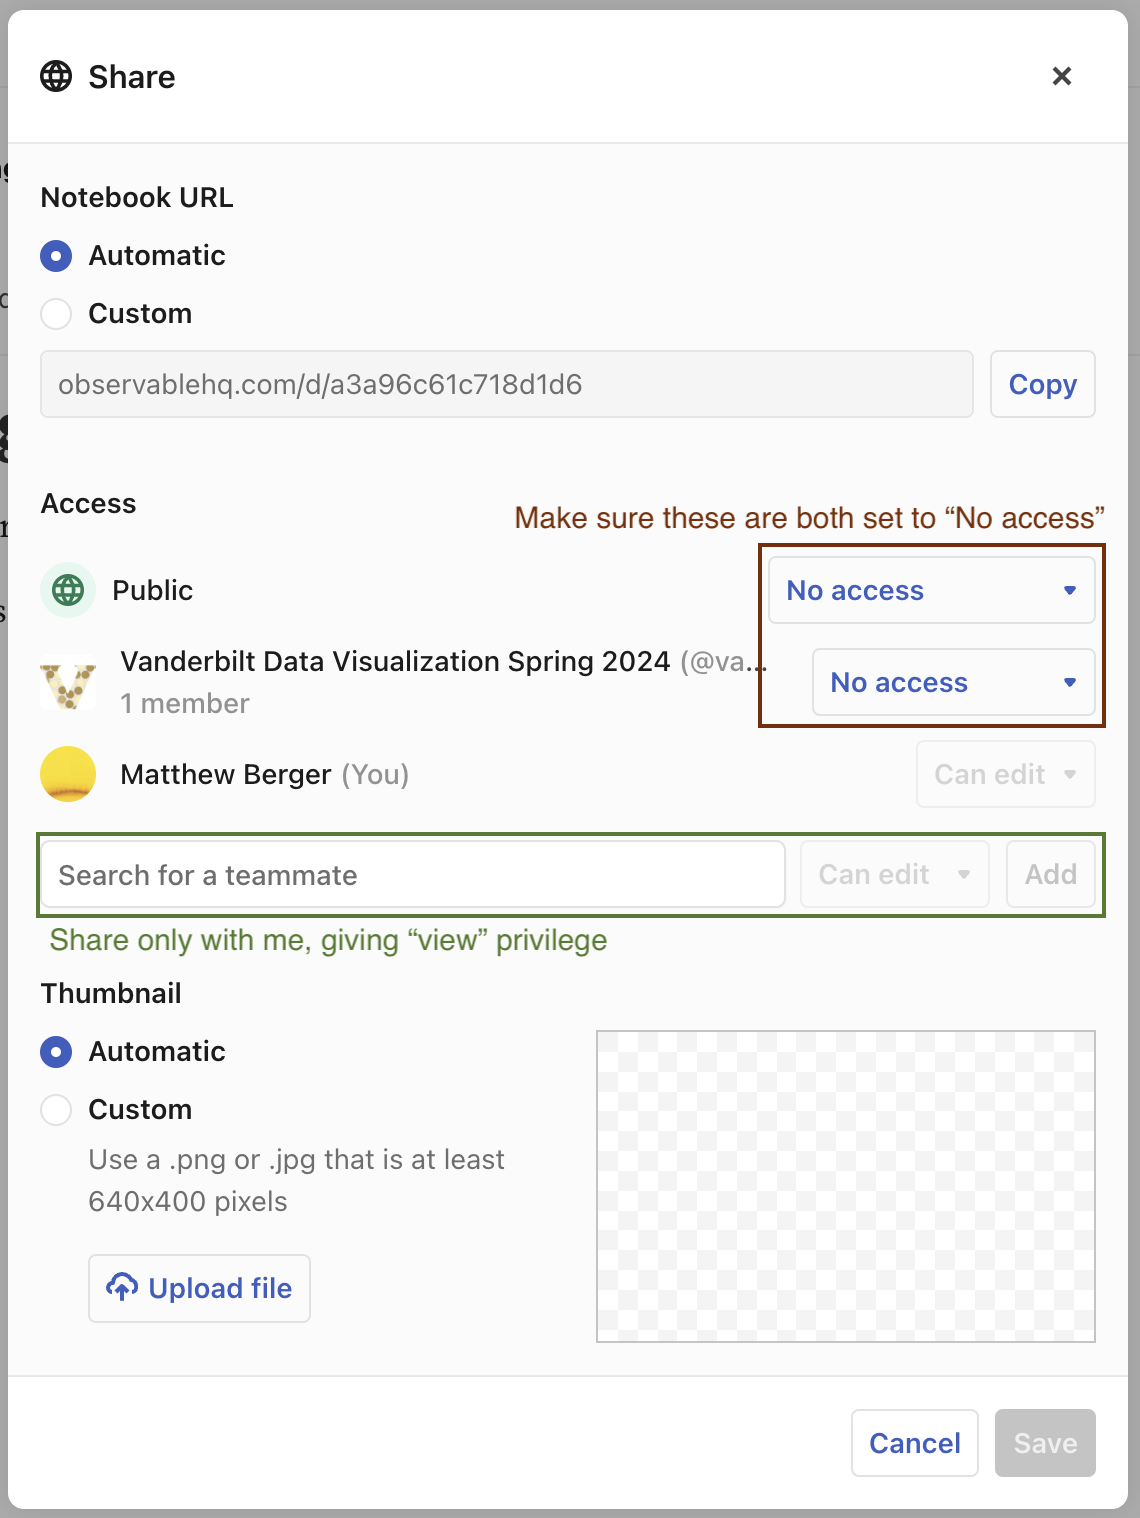 Share
Notebook URL
Automatic
Custom
observablehq.com/d/a3a96c61c718d1d6
Copy
Access
Make sure these are both set to “No access”
Public
No access
Vanderbilt Data Visualization Spring 2024 (@va...
1 member
No access
Matthew Berger (You)
Can edit
Search for a teammate
Can edit
Add
Share only with me, giving “view” privilege
Thumbnail
Automatic
Custom
Use a .png or .jpg that is at least
640x400 pixels
Upload file
Cancel
Save